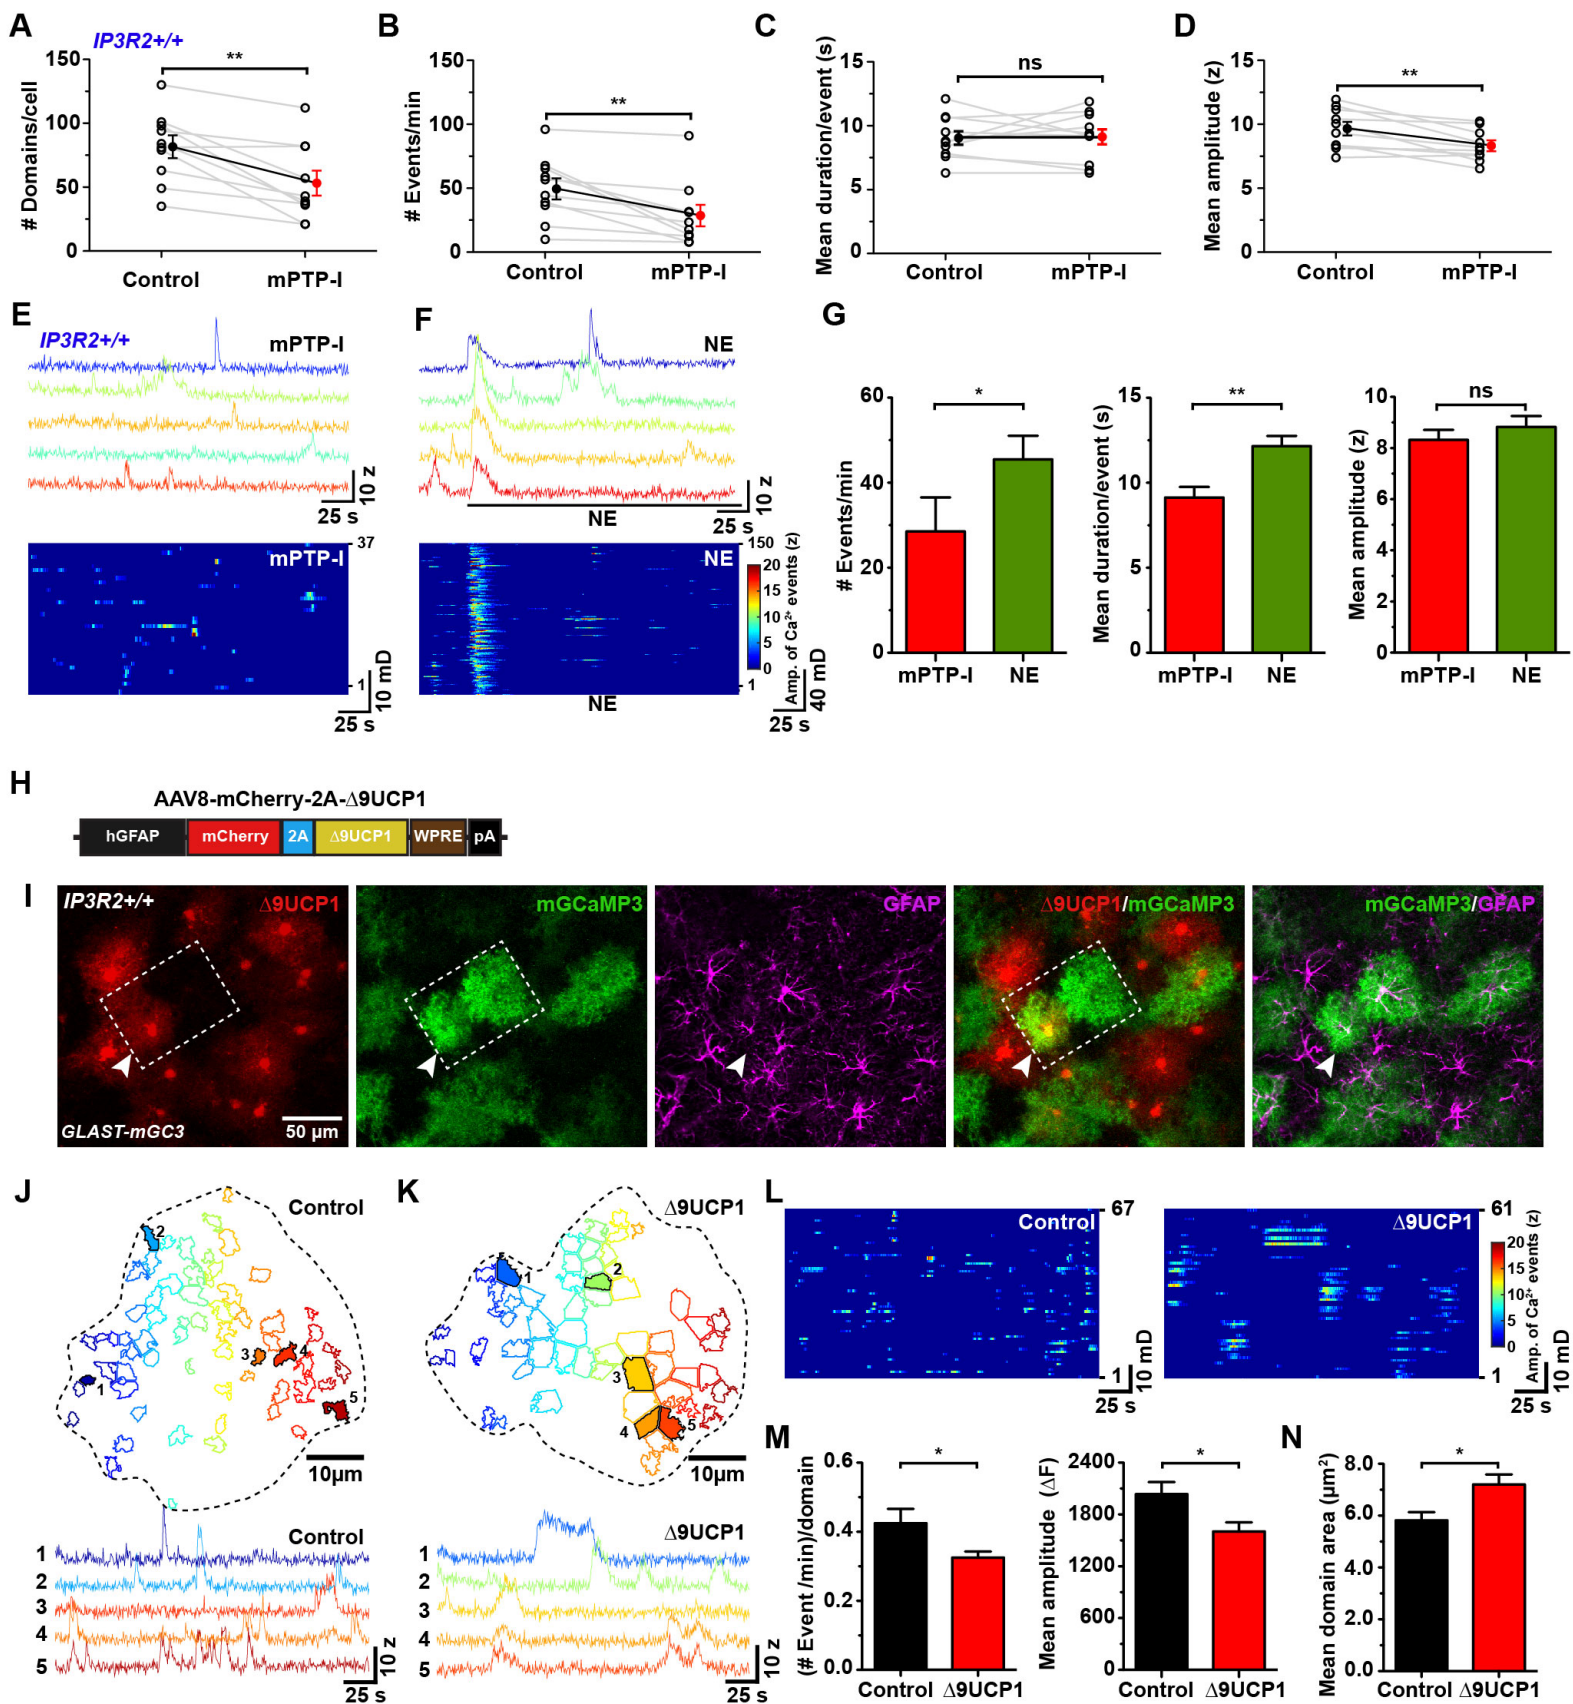 A
IP3R2+/+
150
100
50
0
# Domains/cell
**
Control
mPTP-I
B
150
100
50
0
# Events/min
**
Control
mPTP-I
C
15
10
5
0
Mean duration/event (s)
ns
Control
mPTP-I
D
15
10
5
0
Mean amplitude (z)
**
Control
mPTP-I
E
IP3R2+/+
mPTP-I
10 z
25 s
mPTP-I
37
1
10 mD
25 s
F
NE
10 z
NE
25 s
NE
150
20
15
10
5
0
Amp. of Ca²⁺ events (z)
1
40 mD
NE
25 s
G
60
40
20
0
# Events/min
*
mPTP-I
NE
15
10
5
0
Mean duration/event (s)
**
mPTP-I
NE
10
8
6
4
2
0
Mean amplitude (z)
ns
mPTP-I
NE
H
AAV8-mCherry-2A-Δ9UCP1
hGFAP
mCherry
2A
Δ9UCP1
WPRE
pA
I
IP3R2+/+
Δ9UCP1
GLAST-mGC3
50 µm
mGCaMP3
GFAP
Δ9UCP1/mGCaMP3
mGCaMP3/GFAP
J
Control
2
3
4
1
5
10µm
Control
1
2
3
4
5
10 z
25 s
K
Δ9UCP1
1
2
3
4
5
10µm
Δ9UCP1
1
2
3
4
5
10 z
25 s
L
Control
67
1
10 mD
25 s
Δ9UCP1
61
20
15
10
5
0
Amp. of Ca²⁺ events (z)
1
10 mD
25 s
M
0.6
0.4
0.2
0.0
(# Event /min)/domain
*
Control
Δ9UCP1
2400
1800
1200
600
0
Mean amplitude (ΔF)
*
Control
Δ9UCP1
N
8.0
6.0
4.0
2.0
0.0
Mean domain area (µm²)
*
Control
Δ9UCP1